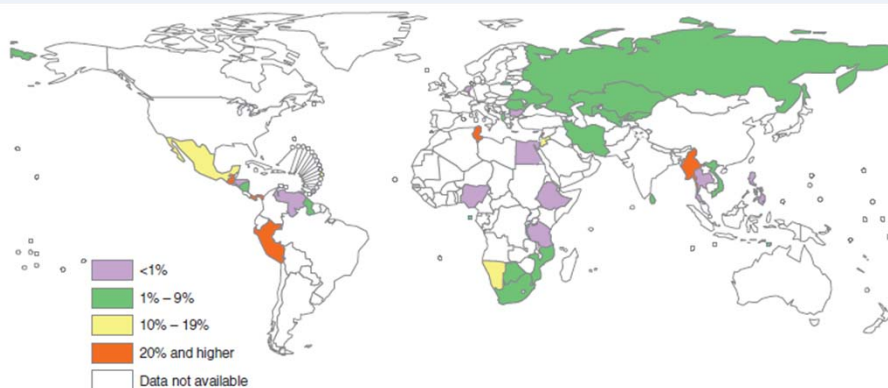 <1%
1% – 9%
10% – 19%
20% and higher
Data not available